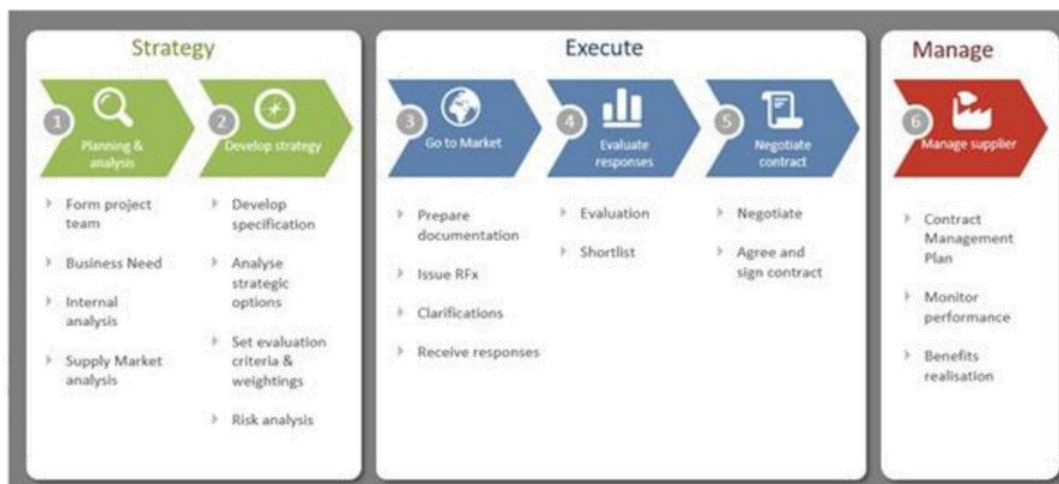 Strategy
1
Planning &
analysis
Form project
team
Business Need
Internal
analysis
Supply Market
analysis
2
Develop strategy
Develop
specification
Analyse
strategic
options
Set evaluation
criteria &
weightings
Risk analysis
Execute
3
Go to Market
Prepare
documentation
Issue RFx
Clarifications
Receive responses
4
Evaluate
responses
Evaluation
Shortlist
5
Negotiate
contract
Negotiate
Agree and
sign contract
Manage
6
Manage supplier
Contract
Management
Plan
Monitor
performance
Benefits
realisation